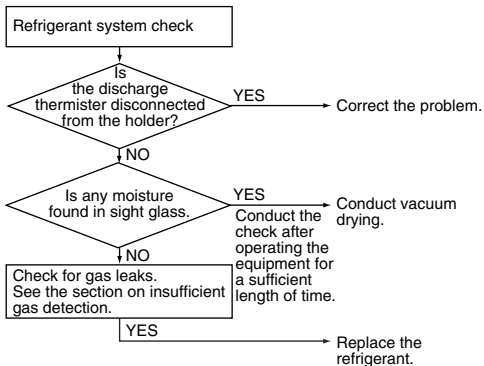 Refrigerant system check
Is
the discharge
thermister disconnected
from the holder?
YES
Correct the problem.
NO
Is any moisture
found in sight glass.
YES
Conduct vacuum
drying.
Conduct the
check after
operating the
equipment for
a sufficient
length of time.
NO
Check for gas leaks.
See the section on insufficient
gas detection.
YES
Replace the
refrigerant.